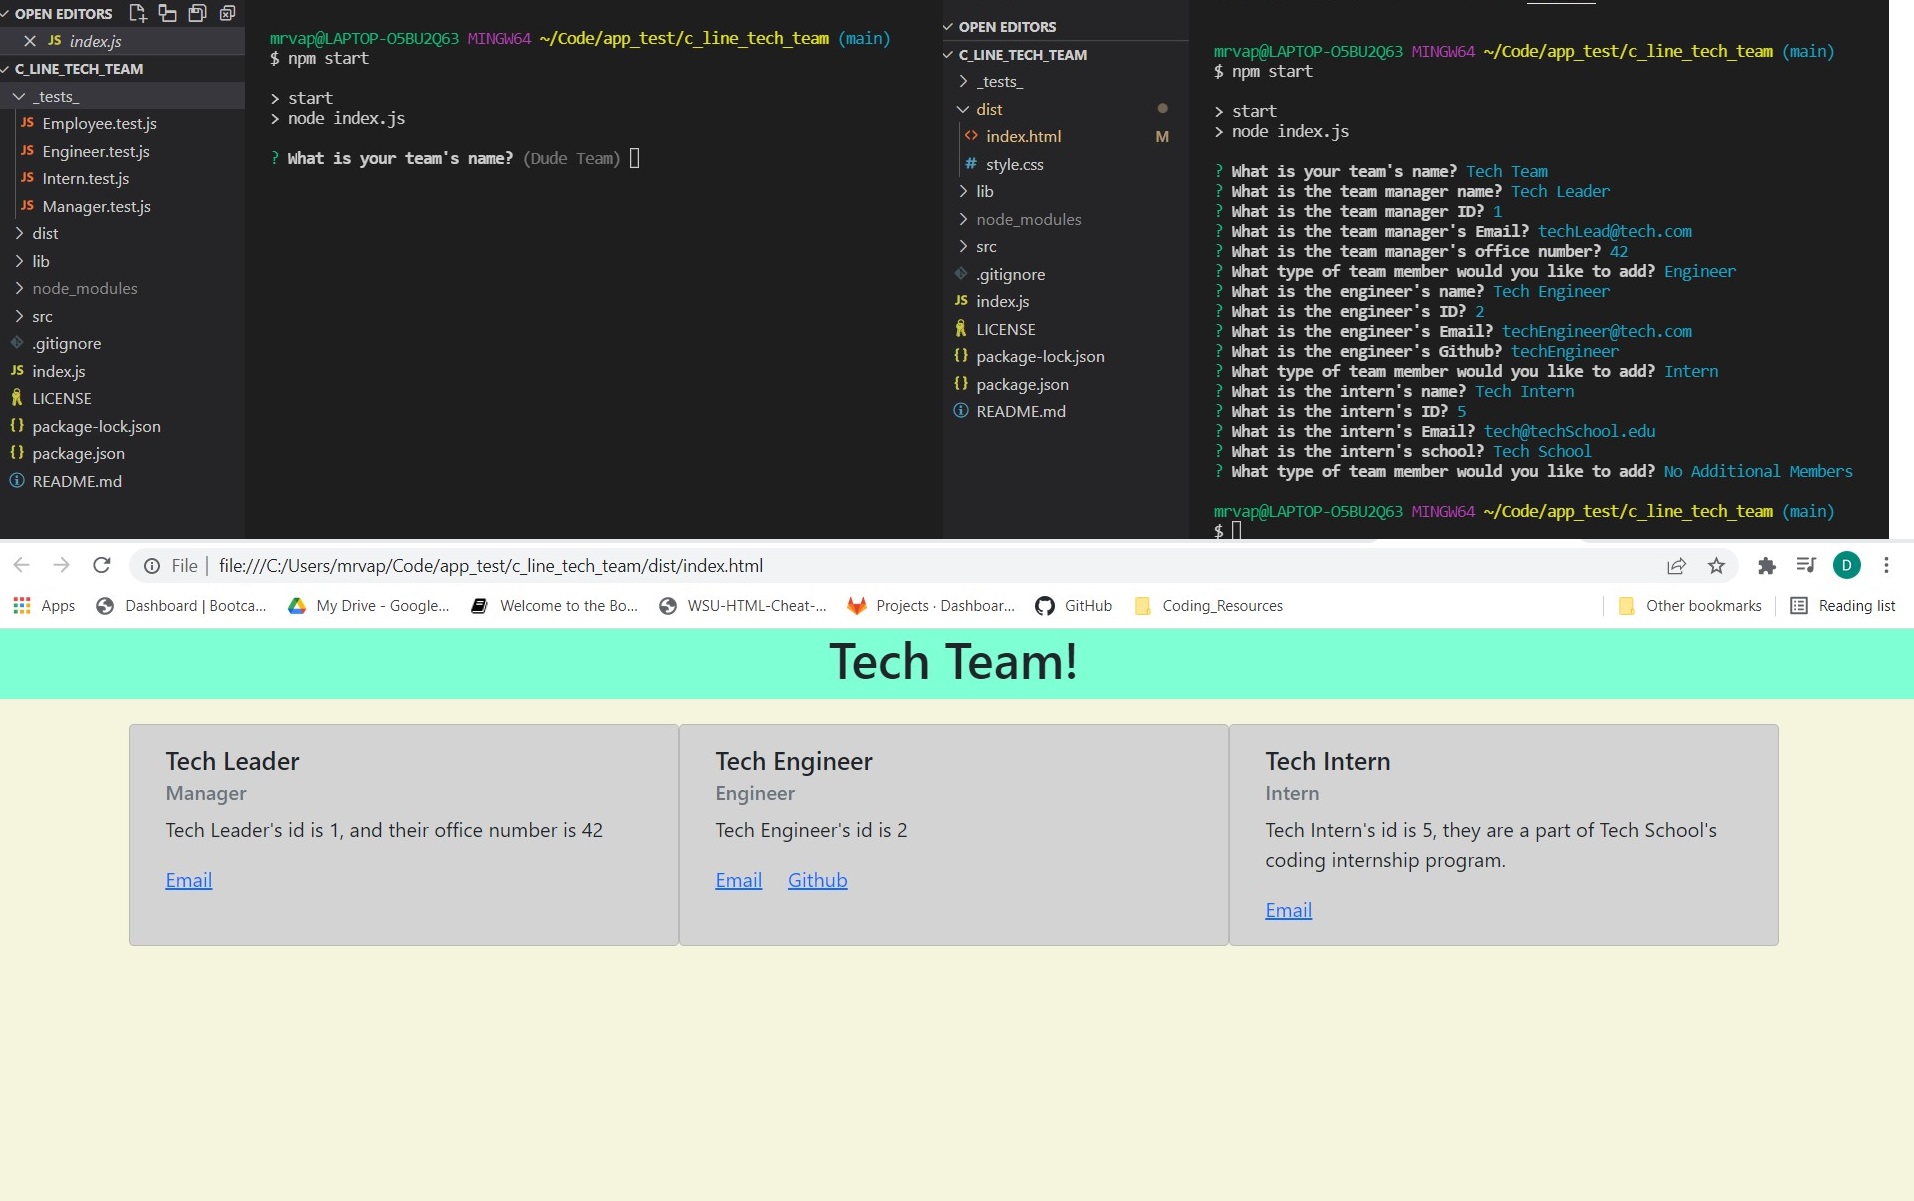 OPEN EDITORS
JS index.js
C_LINE_TECH_TEAM
_tests_
JS Employee.test.js
JS Engineer.test.js
JS Intern.test.js
JS Manager.test.js
dist
lib
node_modules
src
.gitignore
JS index.js
LICENSE
{} package-lock.json
{} package.json
README.md
mrvap@LAPTOP-O5BU2Q63 MINGW64 ~/Code/app_test/c_line_tech_team (main)
$ npm start
> start
> node index.js
? What is your team's name? (Dude Team)
OPEN EDITORS
C_LINE_TECH_TEAM
_tests_
dist
<> index.html M
# style.css
lib
node_modules
src
.gitignore
JS index.js
LICENSE
{} package-lock.json
{} package.json
README.md
mrvap@LAPTOP-O5BU2Q63 MINGW64 ~/Code/app_test/c_line_tech_team (main)
$ npm start
> start
> node index.js
? What is your team's name? Tech Team
? What is the team manager name? Tech Leader
? What is the team manager ID? 1
? What is the team manager's Email? techLead@tech.com
? What is the team manager's office number? 42
? What type of team member would you like to add? Engineer
? What is the engineer's name? Tech Engineer
? What is the engineer's ID? 2
? What is the engineer's Email? techEngineer@tech.com
? What is the engineer's Github? techEngineer
? What type of team member would you like to add? Intern
? What is the intern's name? Tech Intern
? What is the intern's ID? 5
? What is the intern's Email? tech@techSchool.edu
? What is the intern's school? Tech School
? What type of team member would you like to add? No Additional Members
mrvap@LAPTOP-O5BU2Q63 MINGW64 ~/Code/app_test/c_line_tech_team (main)
$
File | file:///C:/Users/mrvap/Code/app_test/c_line_tech_team/dist/index.html D
Apps Dashboard | Bootca... My Drive - Google... Welcome to the Bo... WSU-HTML-Cheat-... Projects · Dashboar... GitHub Coding_Resources Other bookmarks Reading list
Tech Team!
Tech Leader
Manager
Tech Leader's id is 1, and their office number is 42
Email
Tech Engineer
Engineer
Tech Engineer's id is 2
Email Github
Tech Intern
Intern
Tech Intern's id is 5, they are a part of Tech School's
coding internship program.
Email